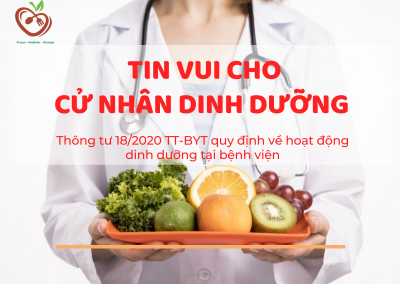 TIN VUI CHO
CỬ NHÂN DINH DƯỠNG
Thông tư 18/2020 TT-BYT quy định về hoạt động
dinh dưỡng tại bệnh viện